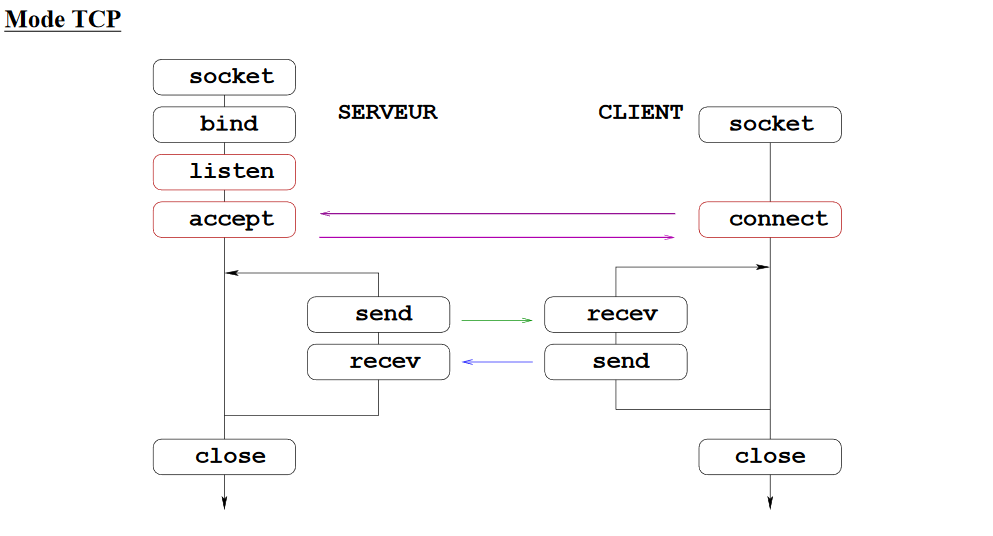 Mode TCP
socket
SERVEUR
CLIENT
bind
socket
listen
accept
connect
send
recev
recev
send
close
close